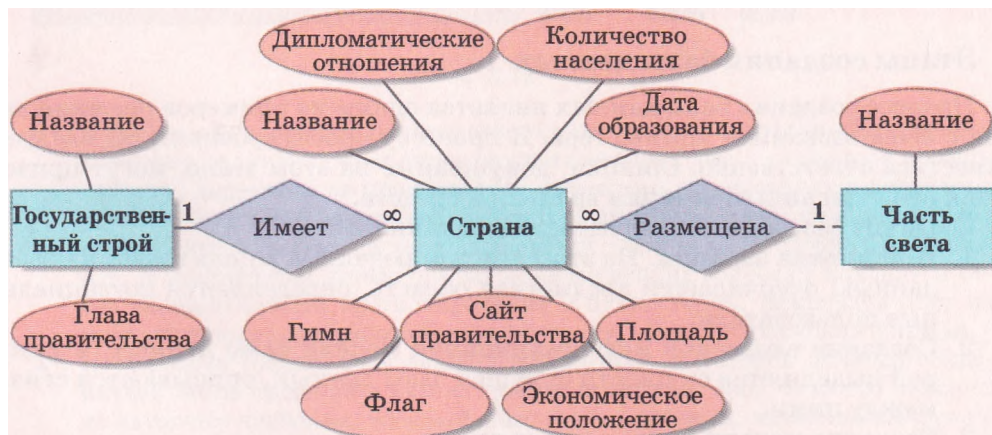 Дипломатические
отношения
Количество
населения
Название
Название
Дата
образования
Название
Государствен-
ный строй
1
Имеет
∞
Страна
∞
Размещена
1
Часть
света
Глава
правительства
Гимн
Сайт
правительства
Площадь
Флаг
Экономическое
положение